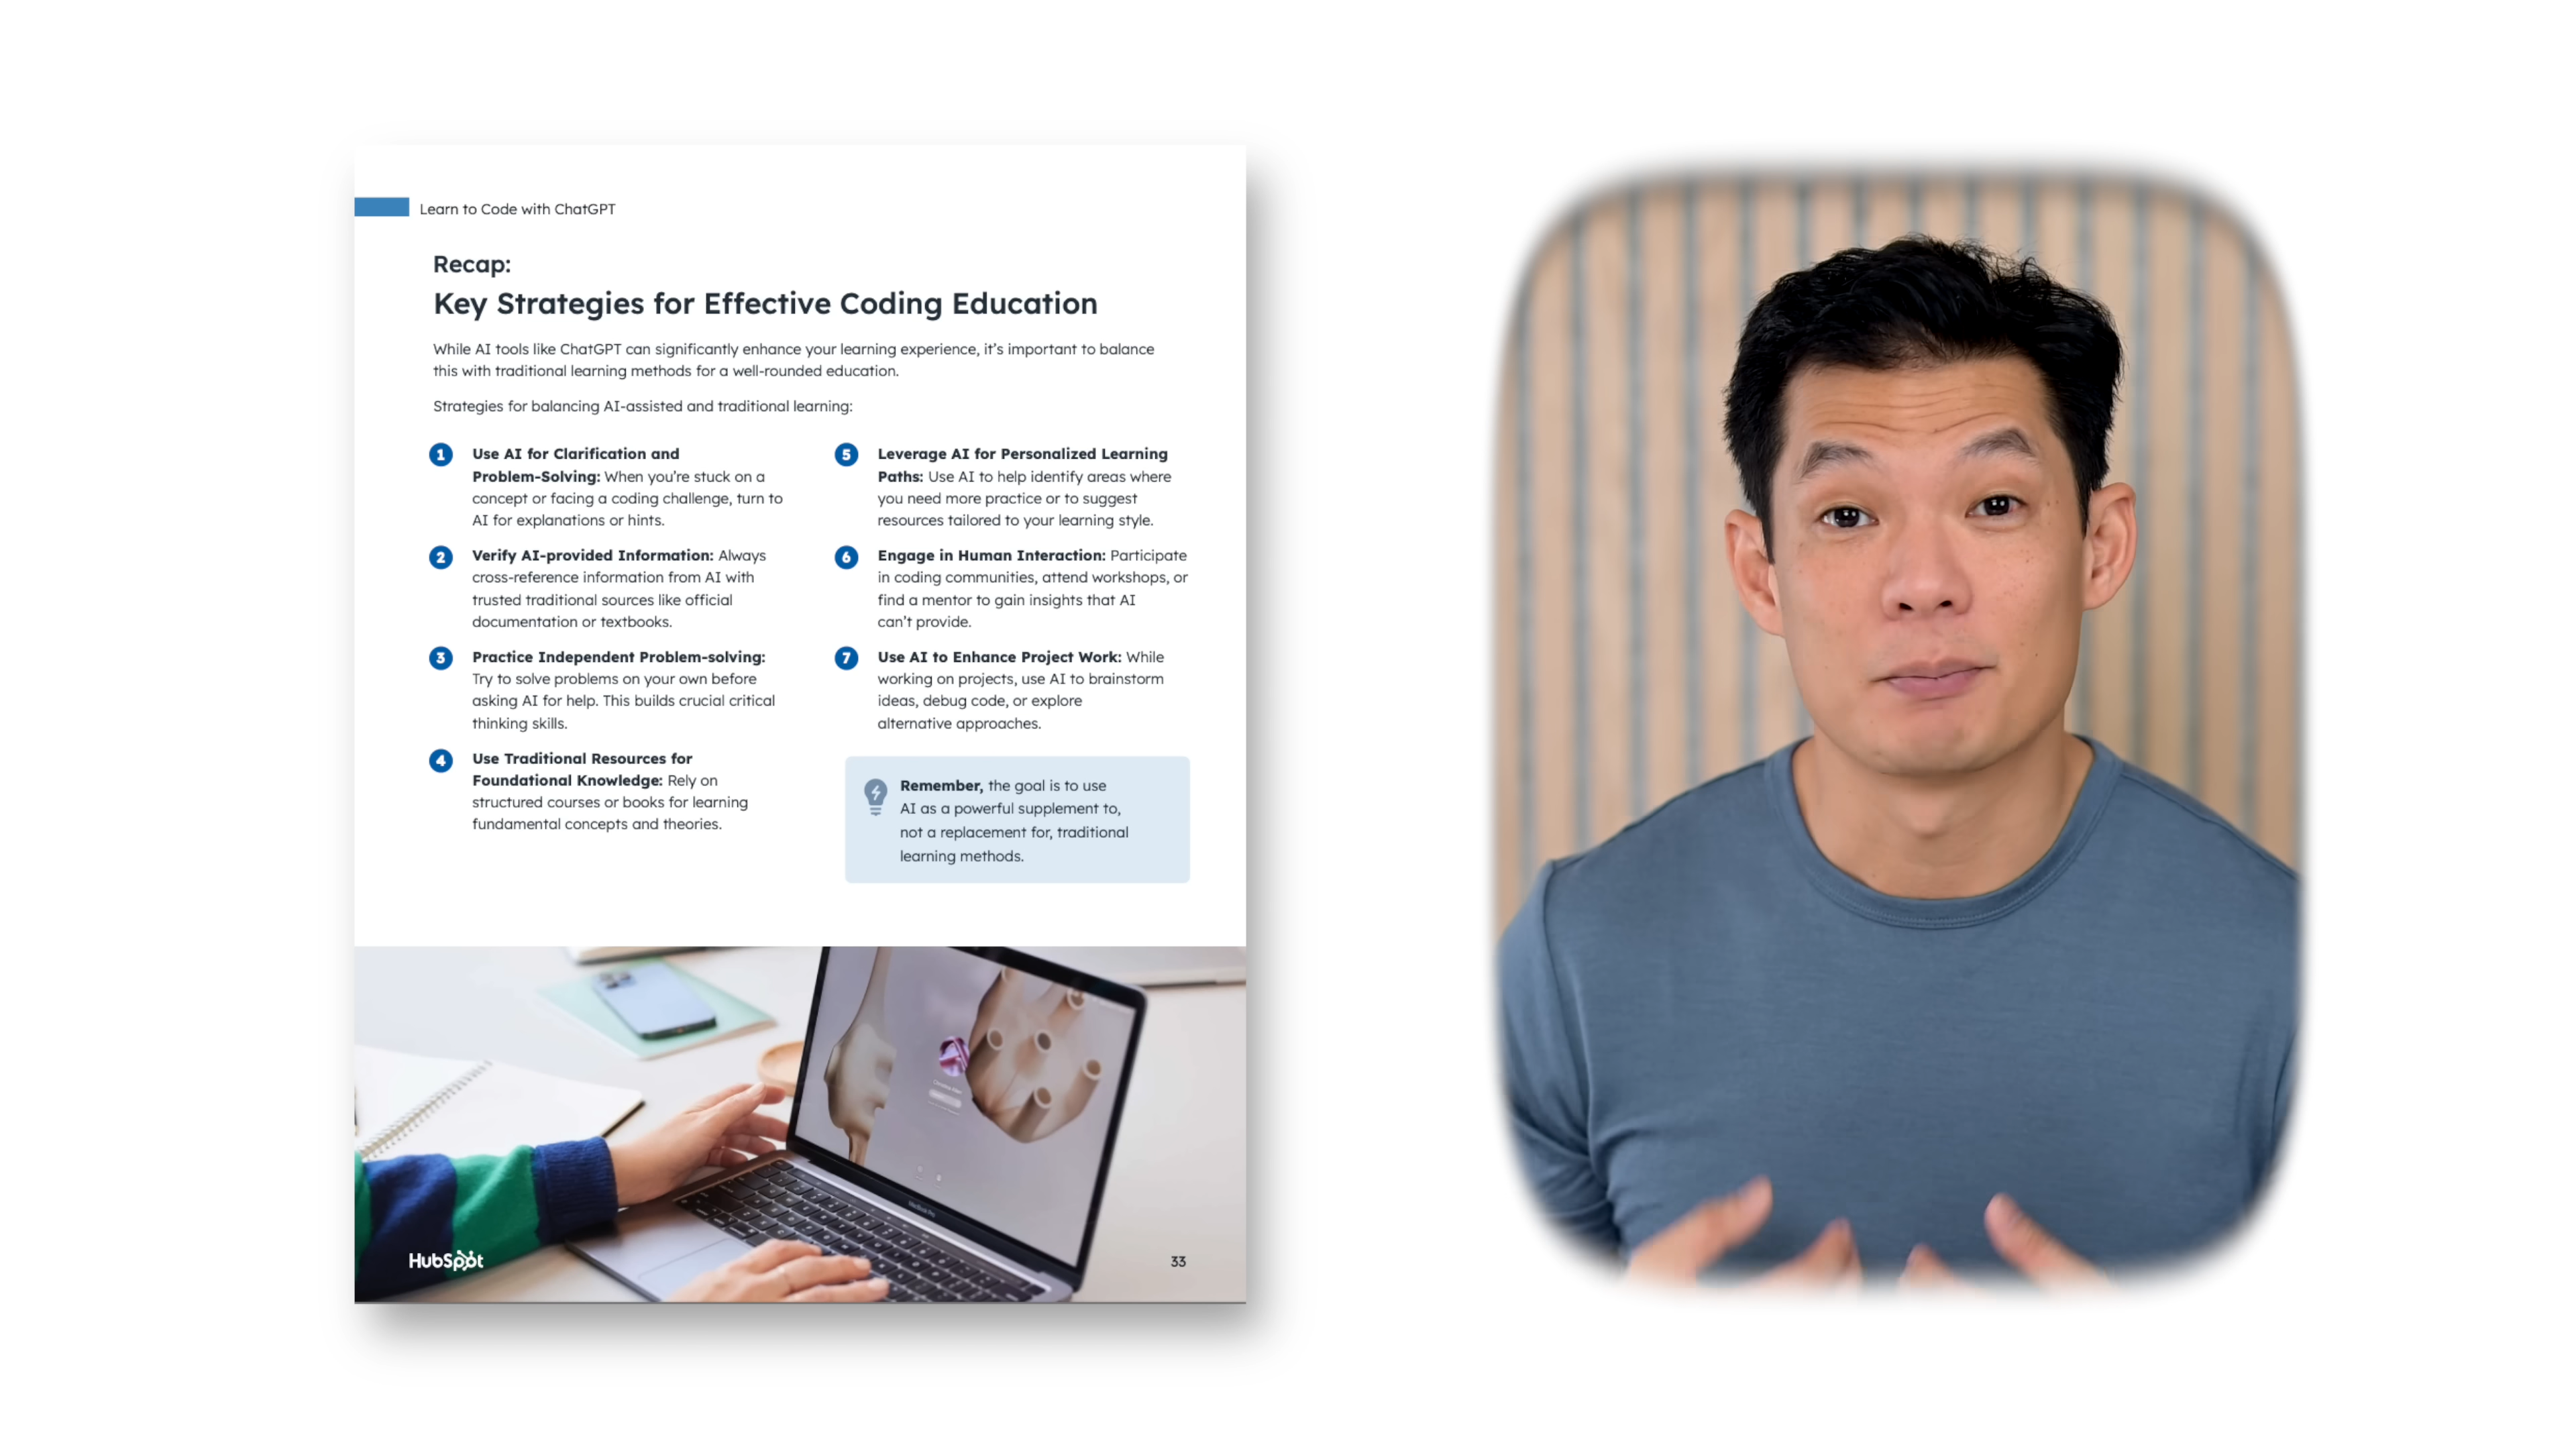 Learn to Code with ChatGPT
Recap:
Key Strategies for Effective Coding Education
While AI tools like ChatGPT can significantly enhance your learning experience, it's important to balance
this with traditional learning methods for a well-rounded education.
Strategies for balancing AI-assisted and traditional learning:
1 Use AI for Clarification and
Problem-Solving: When you're stuck on a
concept or facing a coding challenge, turn to
AI for explanations or hints.
2 Verify AI-provided Information: Always
cross-reference information from AI with
trusted traditional sources like official
documentation or textbooks.
3 Practice Independent Problem-solving:
Try to solve problems on your own before
asking AI for help. This builds crucial critical
thinking skills.
4 Use Traditional Resources for
Foundational Knowledge: Rely on
structured courses or books for learning
fundamental concepts and theories.
5 Leverage AI for Personalized Learning
Paths: Use AI to help identify areas where
you need more practice or to suggest
resources tailored to your learning style.
6 Engage in Human Interaction: Participate
in coding communities, attend workshops, or
find a mentor to gain insights that AI
can't provide.
7 Use AI to Enhance Project Work: While
working on projects, use AI to brainstorm
ideas, debug code, or explore
alternative approaches.
Remember, the goal is to use
AI as a powerful supplement to,
not a replacement for, traditional
learning methods.
HubSpot
33